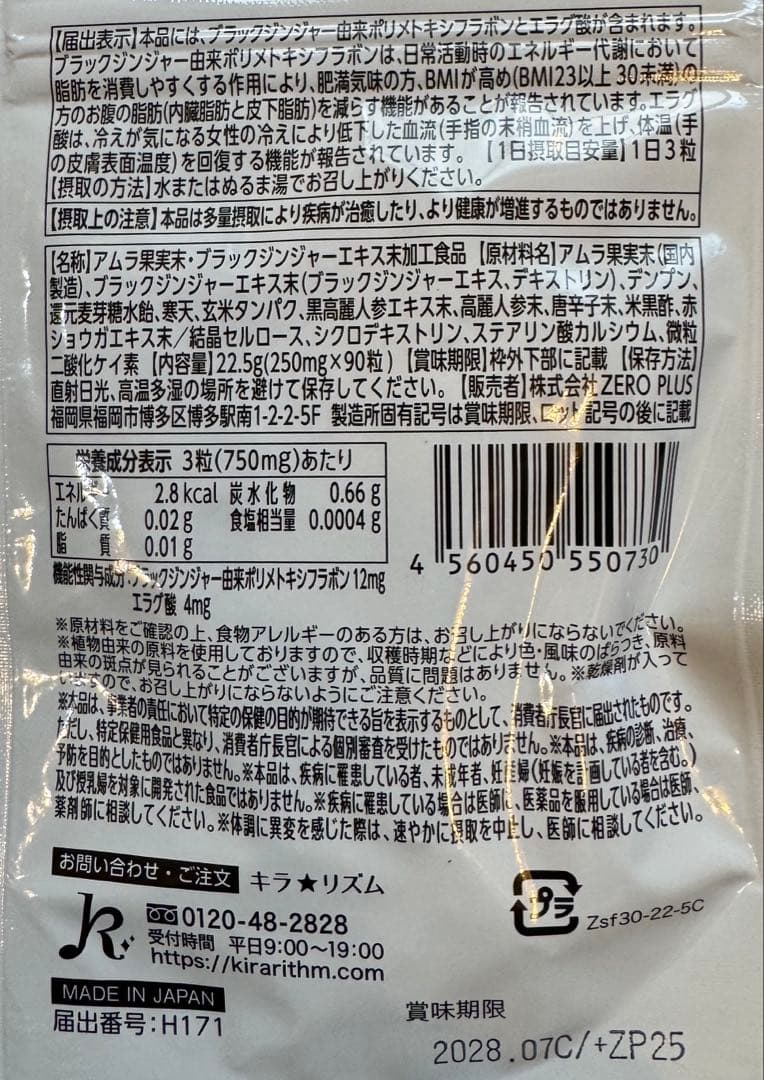 【届出表示】本品には、ブラックジンジャー由来ポリメトキシフラボンとエラグ酸が含まれます。
ブラックジンジャー由来ポリメトキシフラボンは、日常活動時のエネルギー代謝において
脂肪を消費しやすくする作用により、肥満気味の方、BMIが高め(BMI23以上 30未満)の
方のお腹の脂肪(内臓脂肪と皮下脂肪)を減らす機能があることが報告されています。エラグ
酸は、冷えが気になる女性の冷えにより低下した血流(手指の末梢血流)を上げ、体温(手
の皮膚表面温度)を回復する機能が報告されています。【1日摂取目安量】1日3粒
【摂取の方法】水またはぬるま湯でお召し上がりください。
【摂取上の注意】本品は多量摂取により疾病が治癒したり、より健康が増進するものではありません。
【名称】アムラ果実末・ブラックジンジャーエキス末加工食品 【原材料名】アムラ果実末(国内
製造)、ブラックジンジャーエキス末(ブラックジンジャーエキス、デキストリン)、デンプン、
還元麦芽糖水飴、寒天、玄米タンパク、黒高麗人参エキス末、高麗人参末、唐辛子末、米黒酢、赤
ショウガエキス末/結晶セルロース、シクロデキストリン、ステアリン酸カルシウム、微粒
二酸化ケイ素 【内容量】22.5g(250mg×90粒) 【賞味期限】枠外下部に記載 【保存方法】
直射日光、高温多湿の場所を避けて保存してください。【販売者】株式会社ZERO PLUS
福岡県福岡市博多区博多駅南1-2-2-5F 製造所固有記号は賞味期限、ロット記号の後に記載
栄養成分表示 3粒(750mg)あたり
エネルギー 2.8kcal 炭水化物 0.66g
たんぱく質 0.02g 食塩相当量 0.0004g
脂 質 0.01g
機能性関与成分:ブラックジンジャー由来ポリメトキシフラボン 12mg
エラグ酸 4mg
4 560450 550730
※原材料をご確認の上、食物アレルギーのある方は、お召し上がりにならないでください。
※植物由来の原料を使用しておりますので、収穫時期などにより色・風味のばらつき、原料
由来の斑点が見られることがございますが、品質に問題はありません。※乾燥剤が入って
いますので、お召し上がりにならないようにご注意ください。
※本品は、事業者の責任において特定の保健の目的が期待できる旨を表示するものとして、消費者庁長官に届出されたものです。
ただし、特定保健用食品と異なり、消費者庁長官による個別審査を受けたものではありません。※本品は、疾病の診断、治療、
予防を目的としたものではありません。※本品は、疾病に罹患している者、未成年者、妊産婦(妊娠を計画している者を含む。)
及び授乳婦を対象に開発された食品ではありません。※疾病に罹患している場合は医師に、医薬品を服用している場合は医師、
薬剤師に相談してください。※体調に異変を感じた際は、速やかに摂取を中止し、医師に相談してください。
お問い合わせ・ご注文 キラ★リズム
0120-48-2828
受付時間 平日9:00〜19:00
https://kirarithm.com
プラ
Zsf30-22-5C
MADE IN JAPAN
届出番号:H171
賞味期限
2028.07C/+ZP25